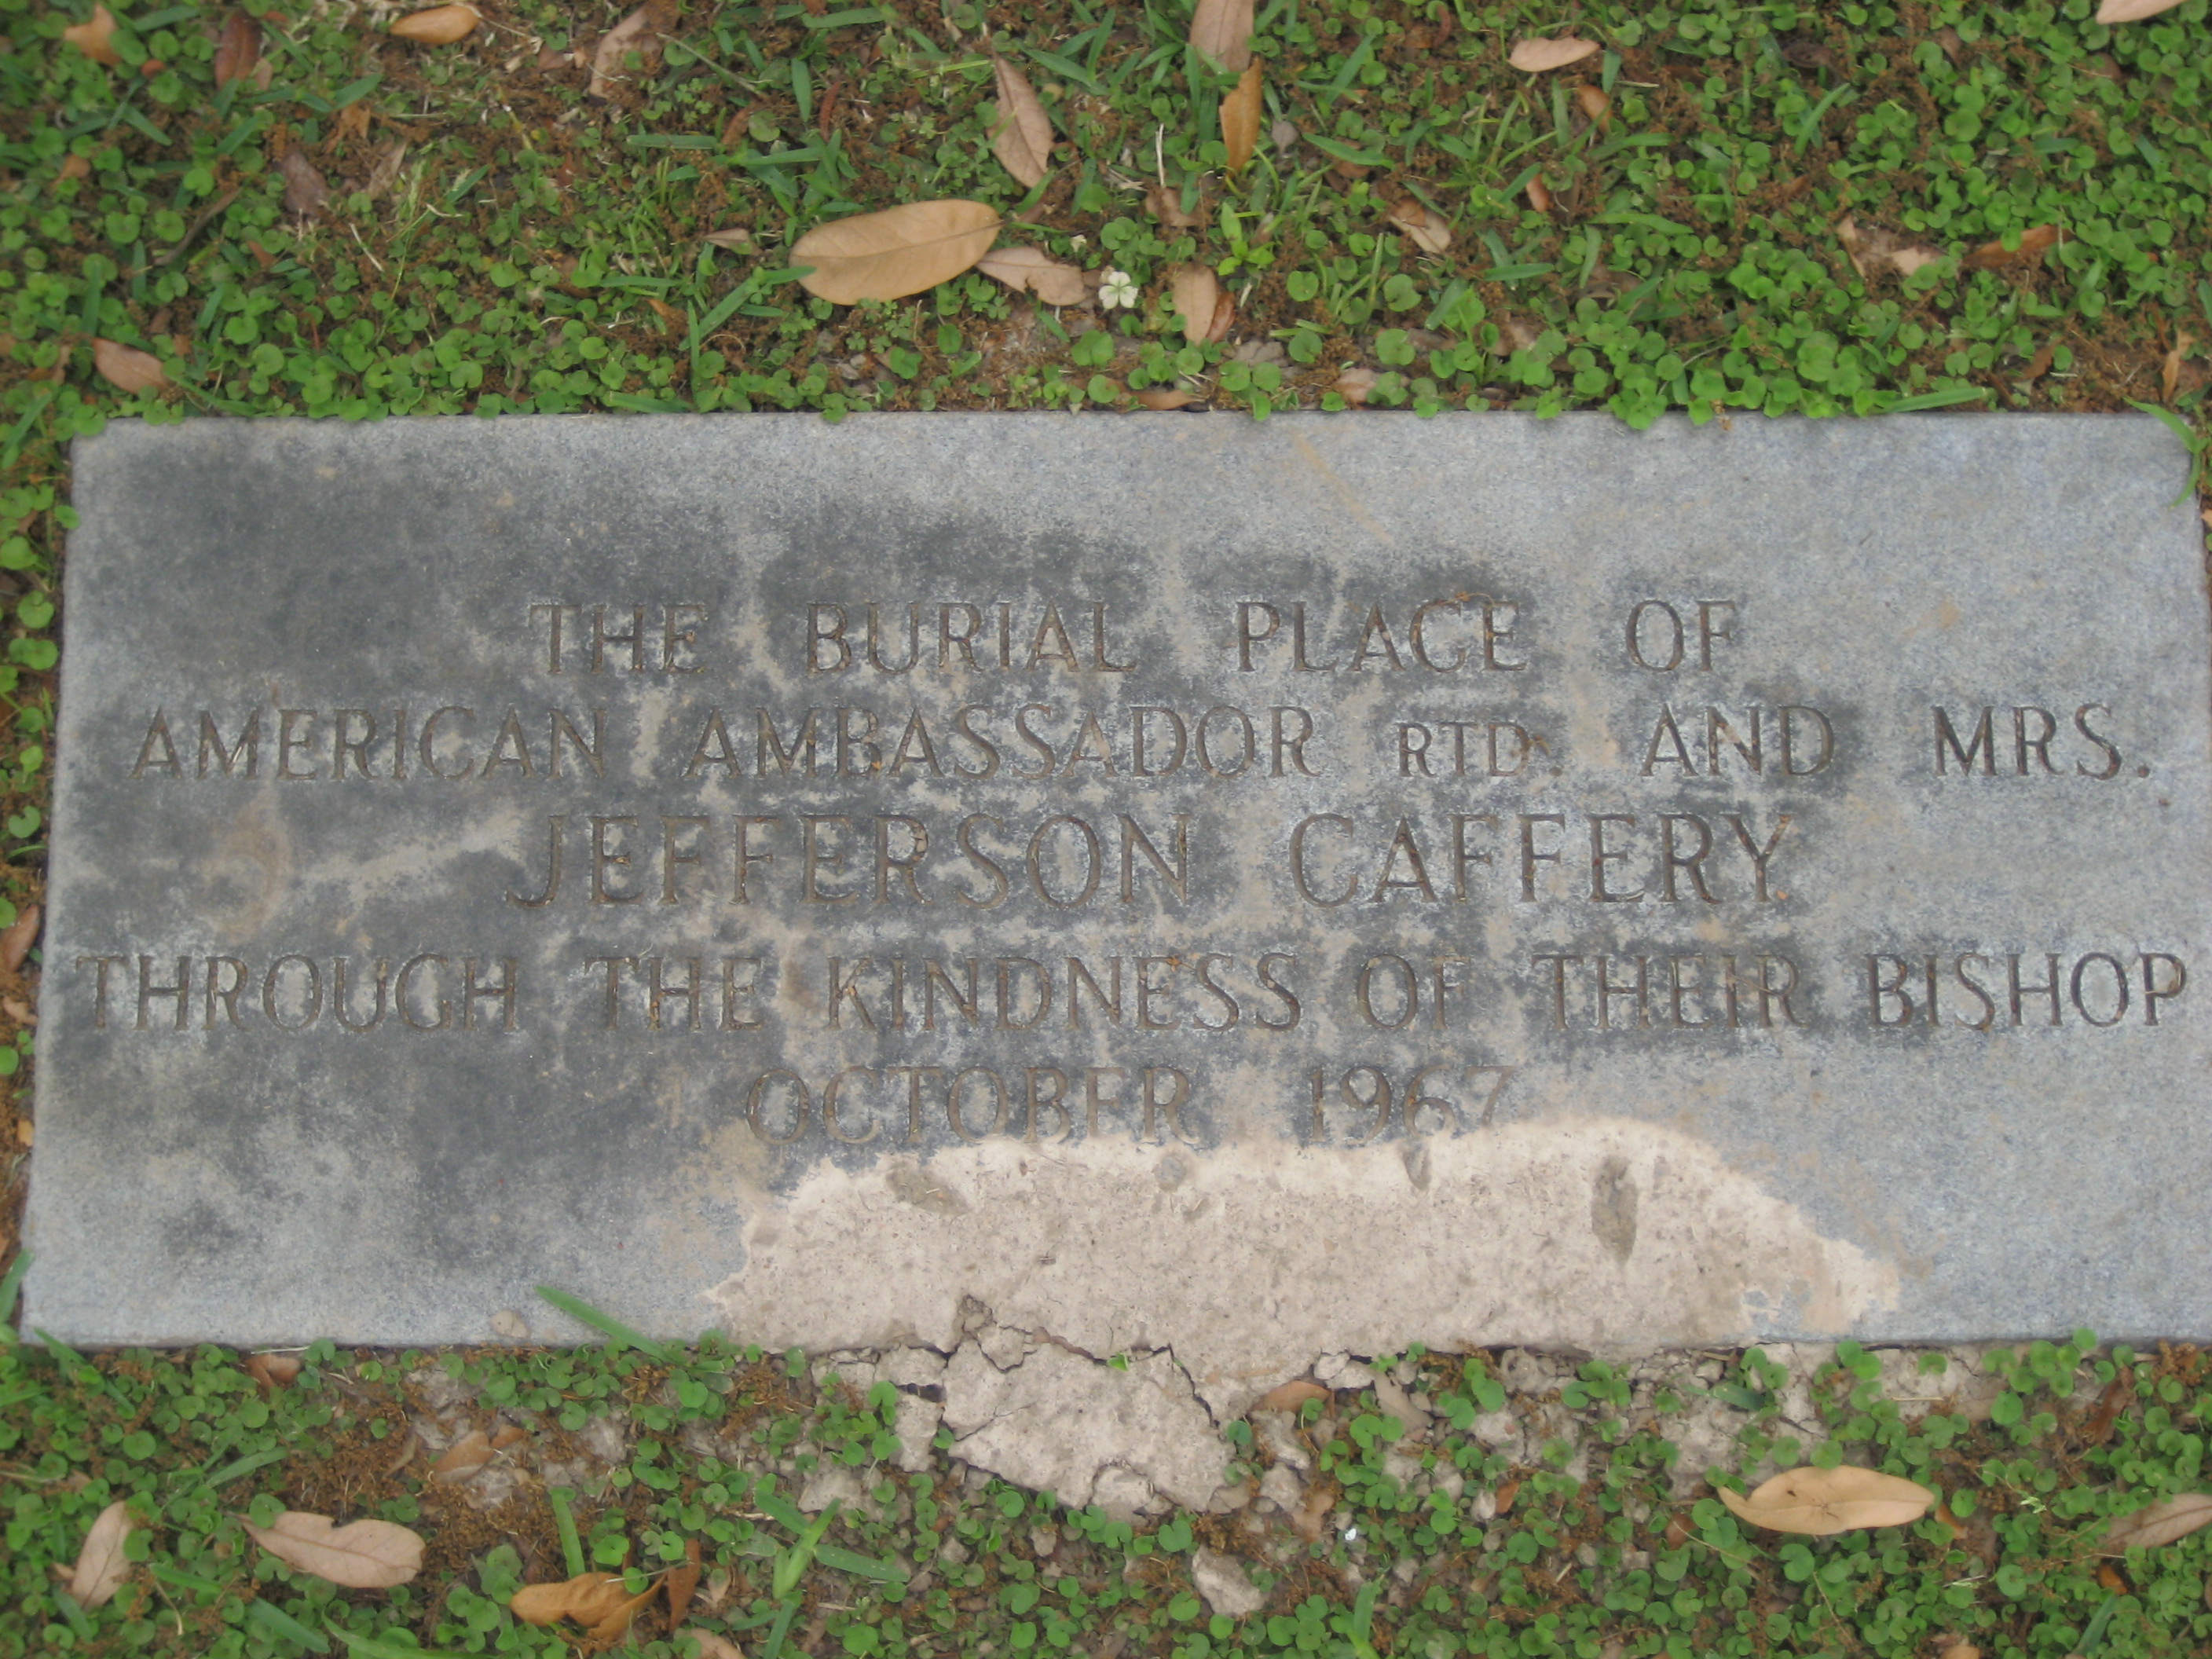 THE BURIAL PLACE OF
AMERICAN AMBASSADOR RTD. AND MRS.
JEFFERSON CAFFERY
THROUGH THE KINDNESS OF THEIR BISHOP
OCTOBER 1967